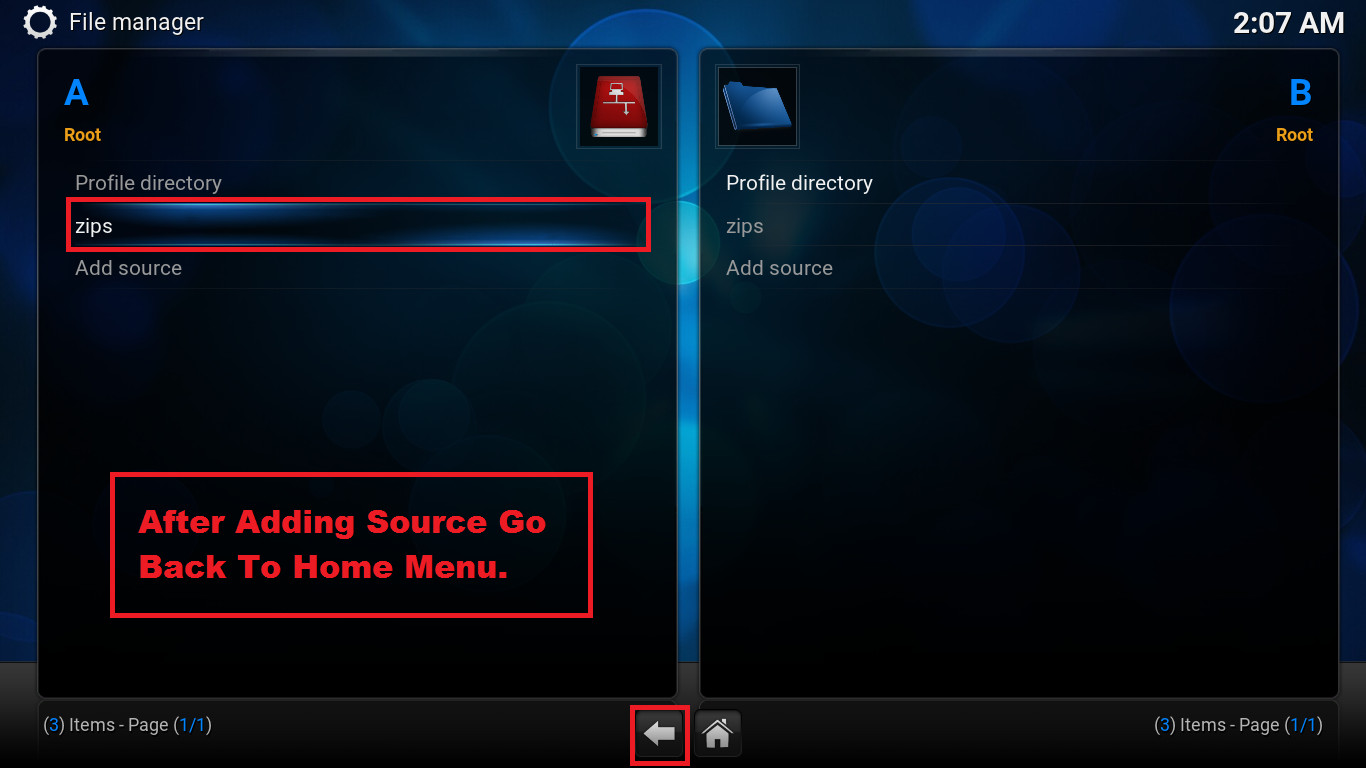 File manager
2:07 AM
A
Root
Profile directory
zips
Add source
After Adding Source Go
Back To Home Menu.
(3) Items - Page (1/1)
B
Root
Profile directory
zips
Add source
(3) Items - Page (1/1)